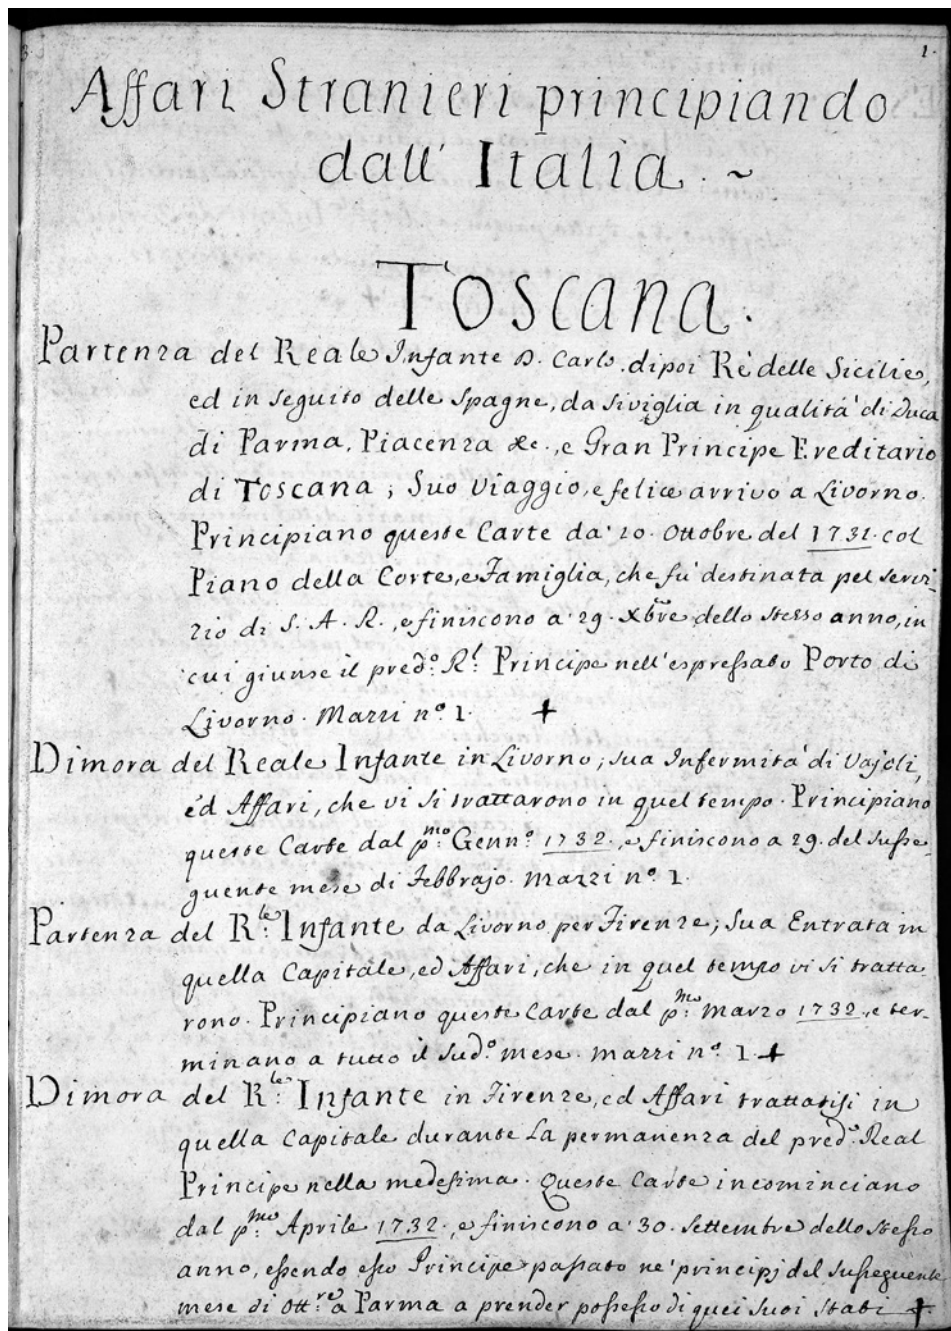 1.
Affari Stranieri principiando
dall' Italia. ~
Toscana.
Partenza del Reale Infante D. Carlo. dipoi Rè delle Sicilie,
ed in seguito delle Spagne, da Siviglia in qualità di Duca
di Parma, Piacenza &c., e Gran Principe Ereditario
di Toscana; Suo Viaggio, e felice arrivo a Livorno.
Principiano queste Carte da' 20. Ottobre del 1731. col
Piano della Corte, e Famiglia, che fù destinata pel servi-
zio di S. A. R., e finiscono a' 29. Xbre dello stesso anno, in
cui giunse il pred.o R.l Principe nell'espressato Porto di
Livorno. Mazzi n.o 1. +
Dimora del Reale Infante in Livorno; sua Infermità di Vajoli,
ed Affari, che vi si trattarono in quel tempo. Principiano
queste Carte dal p.mo Genn.o 1732., e finiscono a 29. del susse-
guente mese di Febbrajo. Mazzi n.o 1.
Partenza del R.le Infante da Livorno per Firenze; Sua Entrata in
quella Capitale, ed Affari, che in quel tempo vi si tratta-
rono. Principiano queste Carte dal p.mo Marzo 1732., e ter-
minano a tutto il sud.o mese. Mazzi n.o 1. +
Dimora del R.le Infante in Firenze, ed Affari trattatisi in
quella Capitale durante la permanenza del pred.o Real
Principe nella medesima. Queste Carte incominciano
dal p.mo Aprile 1732., e finiscono a' 30. Settembre dello stesso
anno, essendo esso Principe passato ne' principj del susseguente
mese di Ott.re a Parma a prender possesso di quei suoi Stati +.